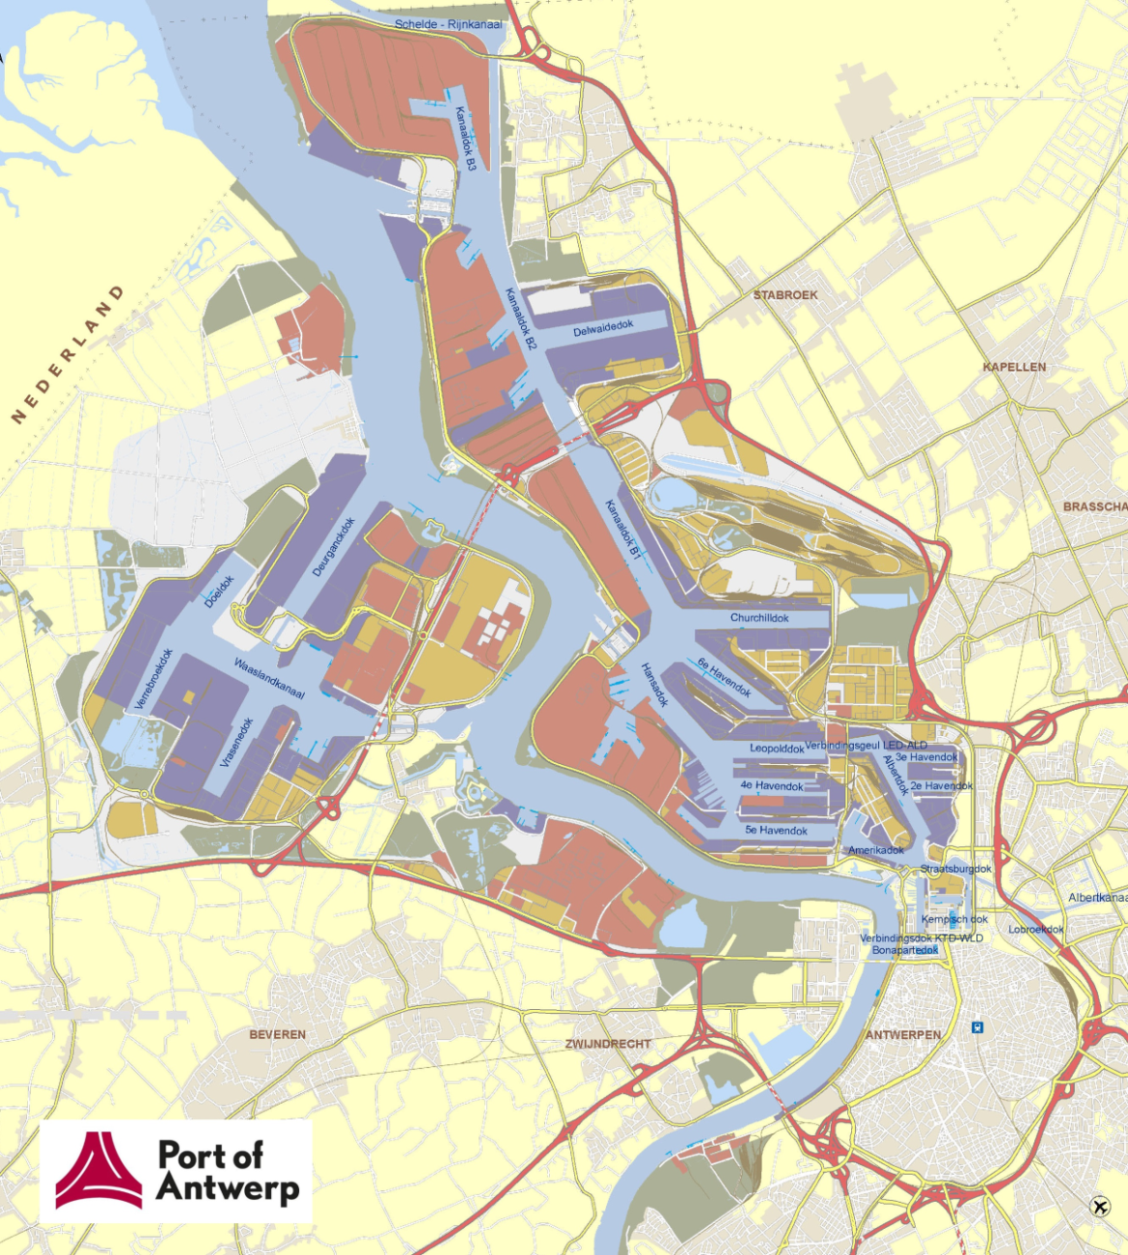 Schelde - Rijnkanaal
Kanaaldok B3
NEDERLAND
STABROEK
Kanaaldok B2
Delwaidedok
KAPELLEN
BRASSCHA
Kanaaldok B1
Deurganckdok
Doeldok
Churchilldok
Verrebroekdok
Waaslandkanaal
Hansadok
6e Havendok
Vrasenedok
Leopolddok
Verbindingsgeul LED-ALD
3e Havendok
Albertdok
4e Havendok
2e Havendok
5e Havendok
Amerikadok
Straatsburgdok
Albertkanaa
Kempisch dok
Lobroekdok
Verbindingsdok KTD-WLD
Bonapartedok
BEVEREN
ZWIJNDRECHT
ANTWERPEN
Port of
Antwerp